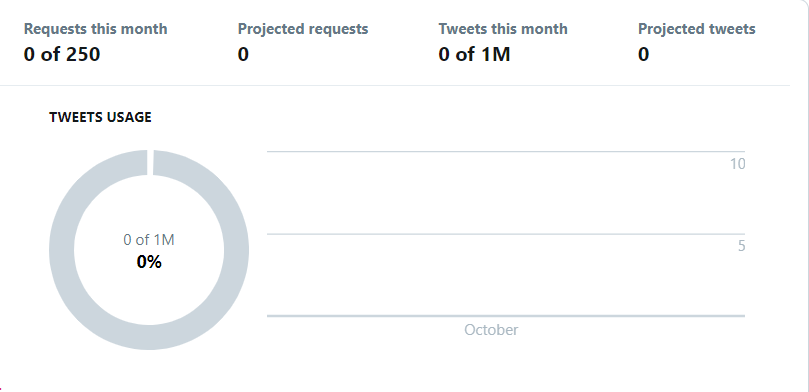 Requests this month
0 of 250
Projected requests
0
Tweets this month
0 of 1M
Projected tweets
0
TWEETS USAGE
0 of 1M
0%
10
5
October